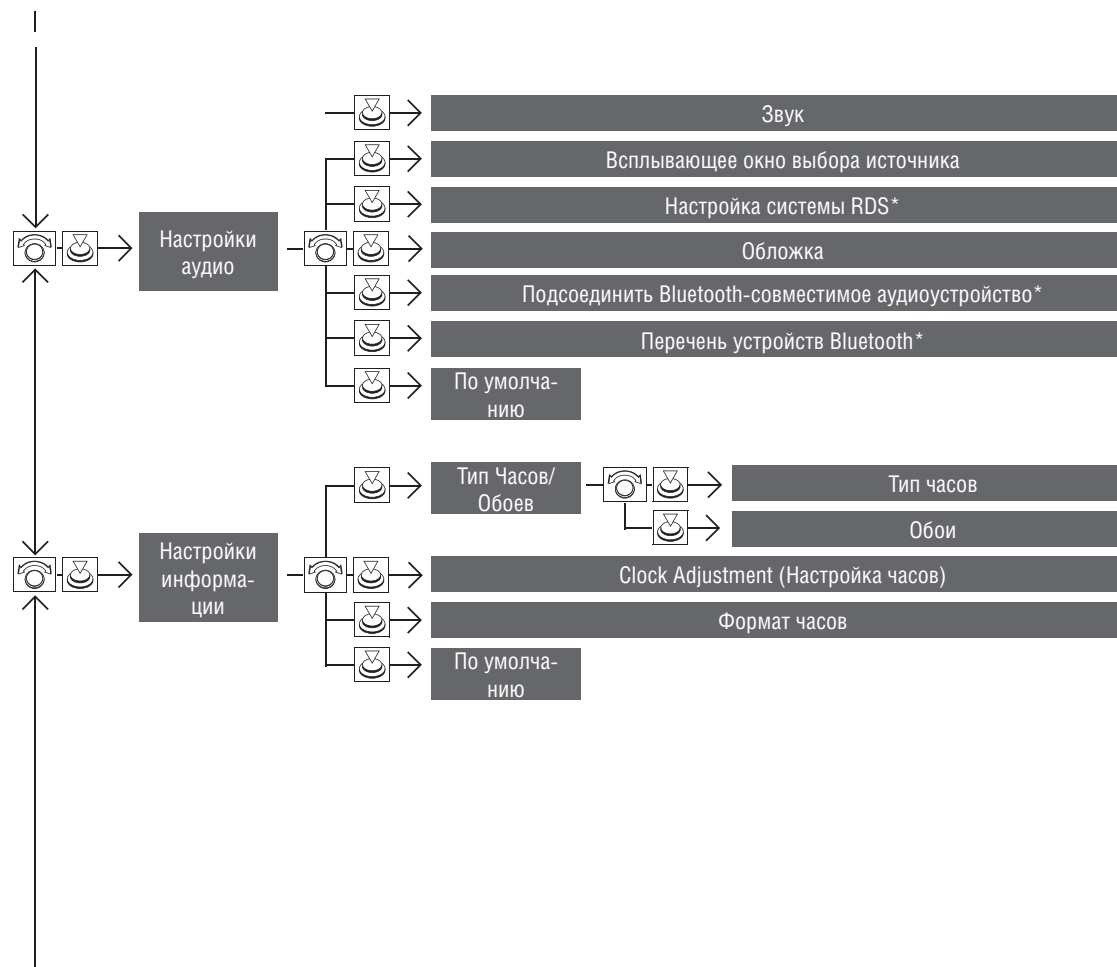 Звук
Всплывающее окно выбора источника
Настройка системы RDS*
Настройки
аудио
Обложка
Подсоединить Bluetooth-совместимое аудиоустройство*
Перечень устройств Bluetooth*
По умолча-
нию
Тип Часов/
Обоев
Тип часов
Обои
Настройки
информа-
ции
Clock Adjustment (Настройка часов)
Формат часов
По умолча-
нию